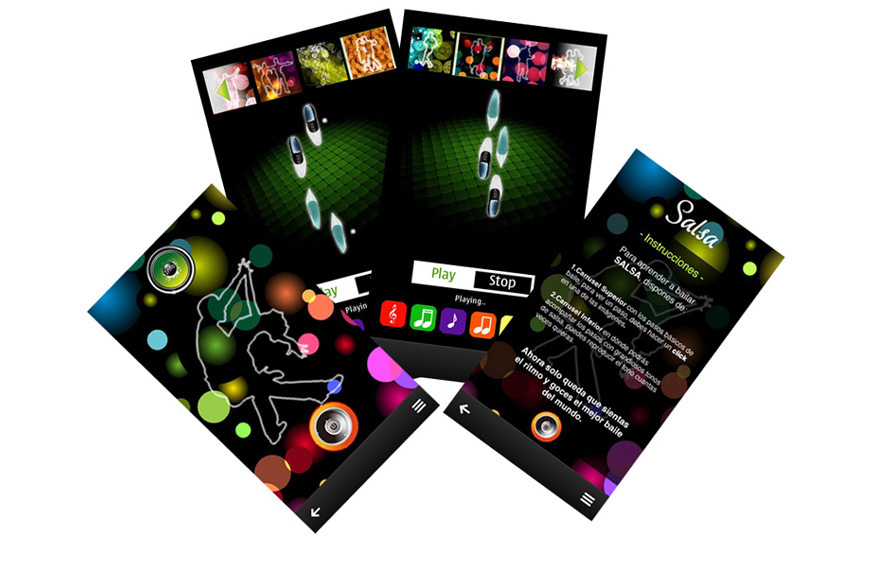 Play
Stop
Playing..
ay
Playin
Salsa
- Instrucciones -
Para aprender a bailar
SALSA dispones de:
1.Carrusel Superior con los pasos básicos de
baile, para ver un paso, debes hacer un click
en una de las imágenes.
2.Carrusel Inferior en donde podrás
acompañar los pasos con grandiosos tonos
de salsa, puedes reproducir el tono cuantas
veces quieras.
Ahora solo queda que sientas
el ritmo y goces el mejor baile
del mundo.